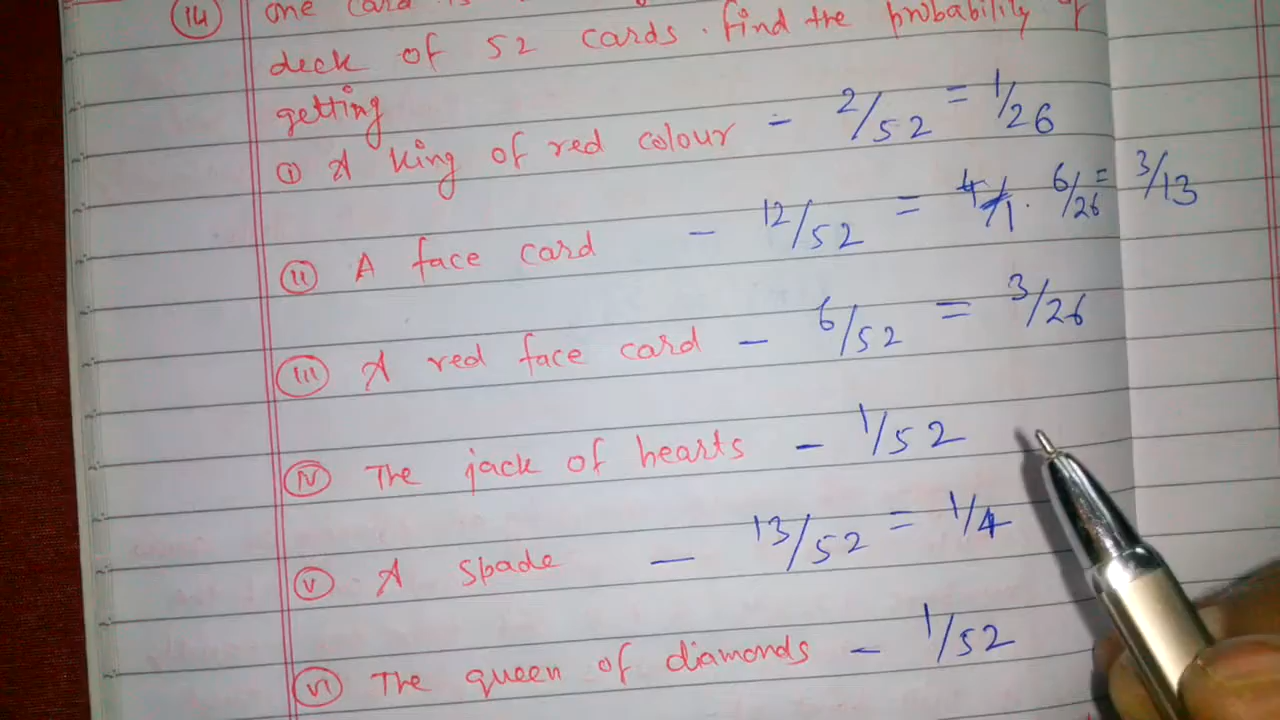 14 one card is
deck of 52 cards. find the probability of
getting
i A king of red colour - 2/52 = 1/26
ii A face card - 12/52 = 6/26 = 3/13
iii A red face card - 6/52 = 3/26
iv The jack of hearts - 1/52
v A spade - 13/52 = 1/4
vi The queen of diamonds - 1/52